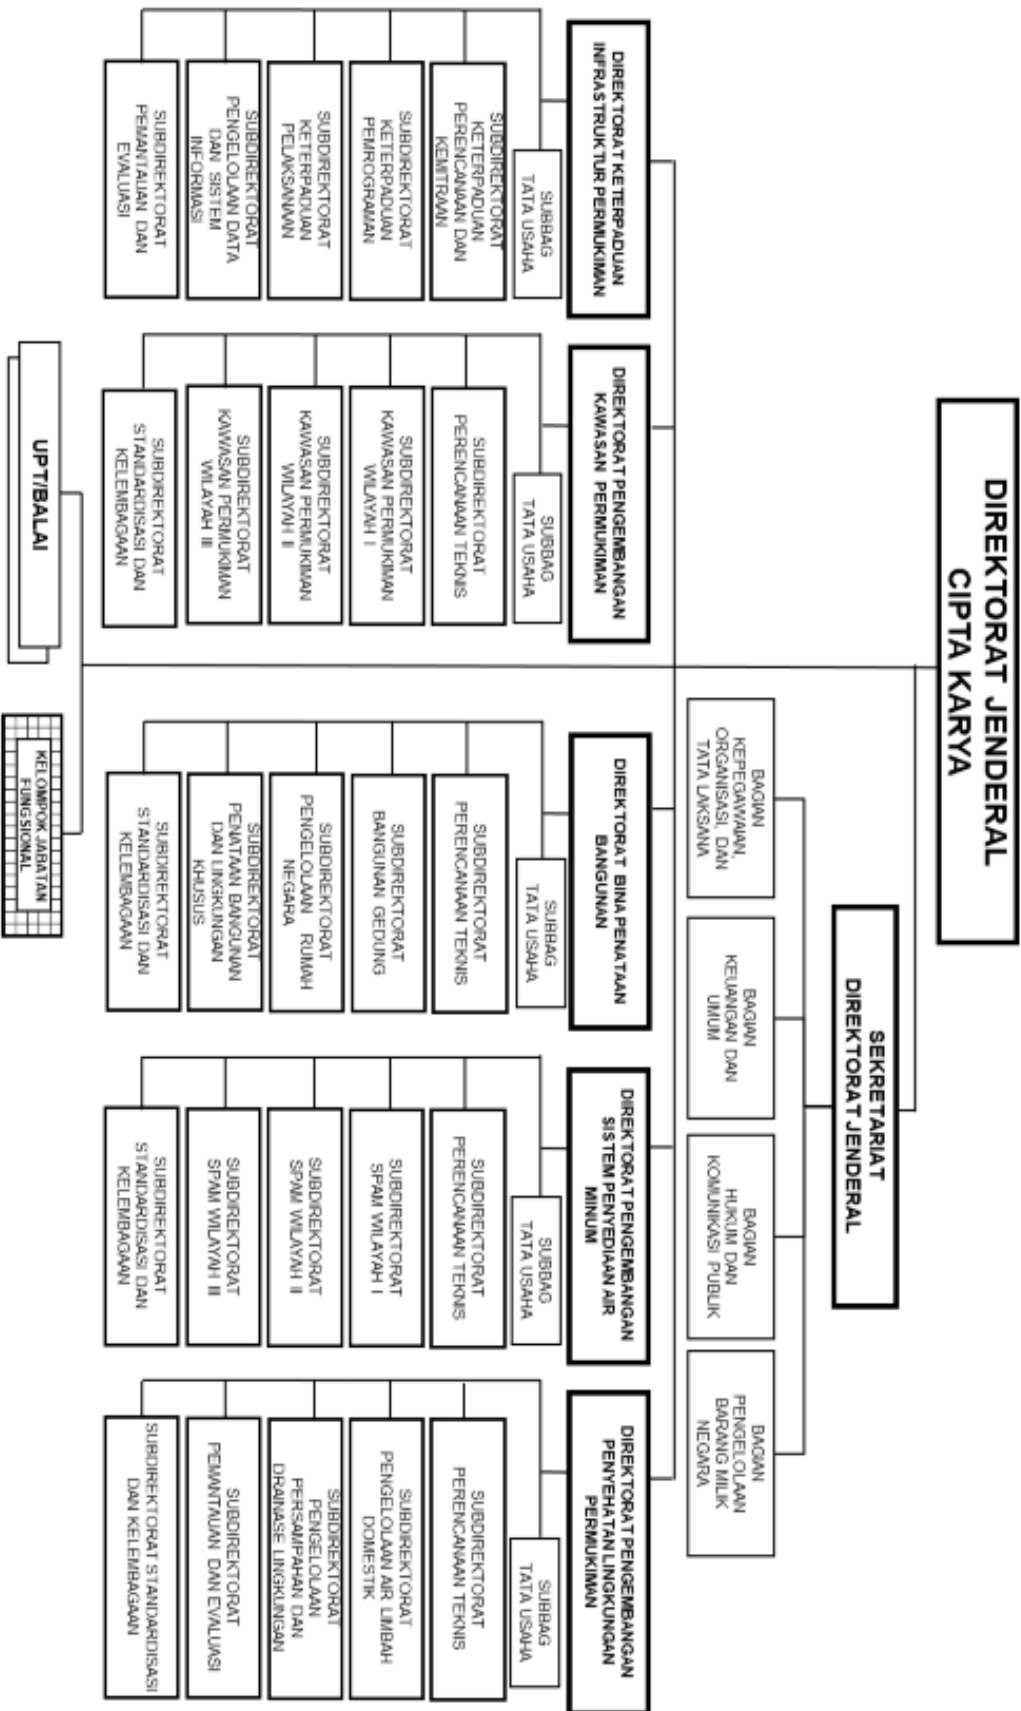 DIREKTORAT JENDERAL
CIPTA KARYA
SEKRETARIAT
DIREKTORAT JENDERAL
BAGIAN
KEPEGAWAIAN,
ORGANISASI, DAN
TATA LAKSANA
BAGIAN
KEUANGAN DAN
UMUM
BAGIAN
HUKUM DAN
KOMUNIKASI PUBLIK
BAGIAN
PENGELOLAAN
BARANG MILIK
NEGARA
DIREKTORAT KETERPADUAN
INFRASTRUKTUR PERMUKIMAN
SUBBAG
TATA USAHA
SUBDIREKTORAT
KETERPADUAN
PERENCANAAN DAN
KEMITRAAN
SUBDIREKTORAT
KETERPADUAN
PEMROGRAMAN
SUBDIREKTORAT
KETERPADUAN
PELAKSANAAN
SUBDIREKTORAT
PENGELOLAAN DATA
DAN SISTEM
INFORMASI
SUBDIREKTORAT
PEMANTAUAN DAN
EVALUASI
DIREKTORAT PENGEMBANGAN
KAWASAN PERMUKIMAN
SUBBAG
TATA USAHA
SUBDIREKTORAT
PERENCANAAN TEKNIS
SUBDIREKTORAT
KAWASAN PERMUKIMAN
WILAYAH I
SUBDIREKTORAT
KAWASAN PERMUKIMAN
WILAYAH II
SUBDIREKTORAT
KAWASAN PERMUKIMAN
WILAYAH III
SUBDIREKTORAT
STANDARDISASI DAN
KELEMBAGAAN
DIREKTORAT BINA PENATAAN
BANGUNAN
SUBBAG
TATA USAHA
SUBDIREKTORAT
PERENCANAAN TEKNIS
SUBDIREKTORAT
BANGUNAN GEDUNG
SUBDIREKTORAT
PENGELOLAAN RUMAH
NEGARA
SUBDIREKTORAT
PENATAAN BANGUNAN
DAN LINGKUNGAN
KHUSUS
SUBDIREKTORAT
STANDARDISASI DAN
KELEMBAGAAN
DIREKTORAT PENGEMBANGAN
SISTEM PENYEDIAAN AIR
MINUM
SUBBAG
TATA USAHA
SUBDIREKTORAT
PERENCANAAN TEKNIS
SUBDIREKTORAT
SPAM WILAYAH I
SUBDIREKTORAT
SPAM WILAYAH II
SUBDIREKTORAT
SPAM WILAYAH III
SUBDIREKTORAT
STANDARDISASI DAN
KELEMBAGAAN
DIREKTORAT PENGEMBANGAN
PENYEHATAN LINGKUNGAN
PERMUKIMAN
SUBBAG
TATA USAHA
SUBDIREKTORAT
PERENCANAAN TEKNIS
SUBDIREKTORAT
PENGELOLAAN AIR LIMBAH
DOMESTIK
SUBDIREKTORAT
PENGELOLAAN
PERSAMPAHAN DAN
DRAINASE LINGKUNGAN
SUBDIREKTORAT
PEMANTAUAN DAN EVALUASI
SUBDIREKTORAT STANDARDISASI
DAN KELEMBAGAAN
UPT/BALAI
KELOMPOK JABATAN
FUNGSIONAL